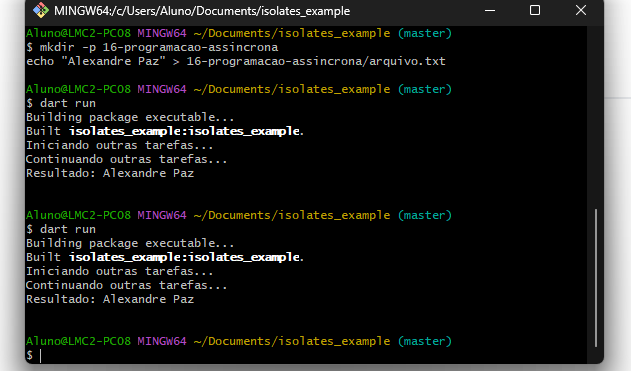 MINGW64:/c/Users/Aluno/Documents/isolates_example
Aluno@LMC2-PC08 MINGW64 ~/Documents/isolates_example (master)
$ mkdir -p 16-programacao-assincrona
echo "Alexandre Paz" > 16-programacao-assincrona/arquivo.txt
Aluno@LMC2-PC08 MINGW64 ~/Documents/isolates_example (master)
$ dart run
Building package executable...
Built isolates_example:isolates_example.
Iniciando outras tarefas...
Continuando outras tarefas...
Resultado: Alexandre Paz
Aluno@LMC2-PC08 MINGW64 ~/Documents/isolates_example (master)
$ dart run
Building package executable...
Built isolates_example:isolates_example.
Iniciando outras tarefas...
Continuando outras tarefas...
Resultado: Alexandre Paz
Aluno@LMC2-PC08 MINGW64 ~/Documents/isolates_example (master)
$